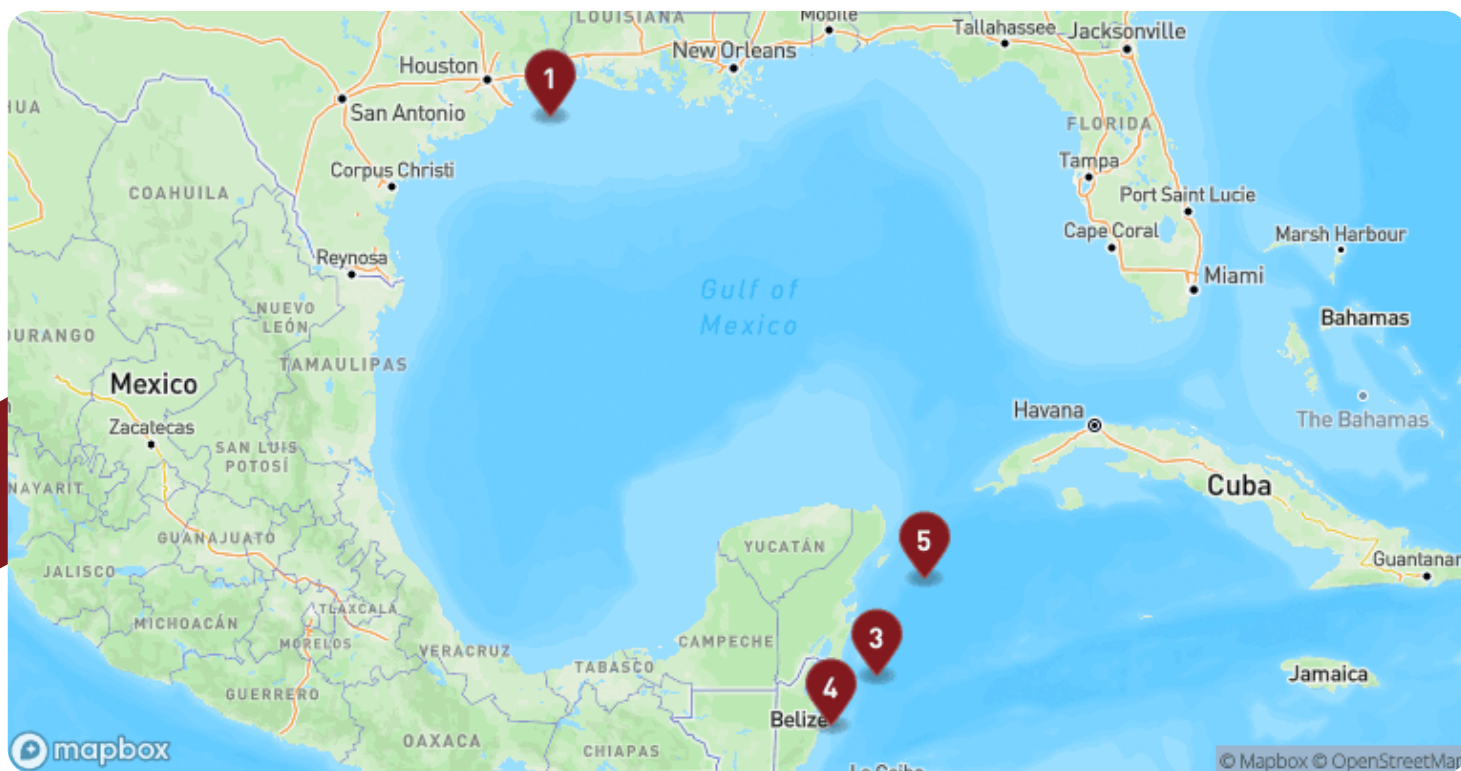 LOUISIANA
Mobile
Tallahassee
Jacksonville
New Orleans
Houston
1
San Antonio
HUA
FLORIDA
Tampa
Corpus Christi
COAHUILA
Port Saint Lucie
Cape Coral
Marsh Harbour
Reynosa
Miami
Gulf of
Mexico
NUEVO
LEÓN
Bahamas
DURANGO
TAMAULIPAS
Mexico
Havana
The Bahamas
Zacatecas
SAN LUIS
POTOSÍ
Cuba
NAYARIT
GUANAJUATO
YUCATÁN
5
JALISCO
Guantanar
TLAXCALA
MICHOACÁN
MORELOS
VERACRUZ
CAMPECHE
3
TABASCO
Jamaica
GUERRERO
4
Belize
OAXACA
CHIAPAS
mapbox
© Mapbox © OpenStreetMap